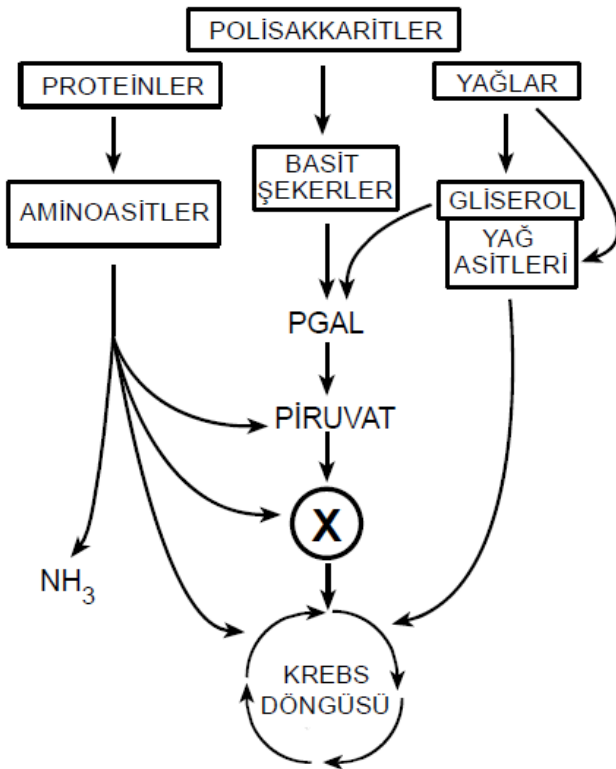 POLİSAKKARİTLER
PROTEİNLER
YAĞLAR
BASİT
ŞEKERLER
AMİNOASİTLER
GLİSEROL
YAĞ
ASİTLERİ
PGAL
PİRUVAT
X
NH₃
KREBS
DÖNGÜSÜ